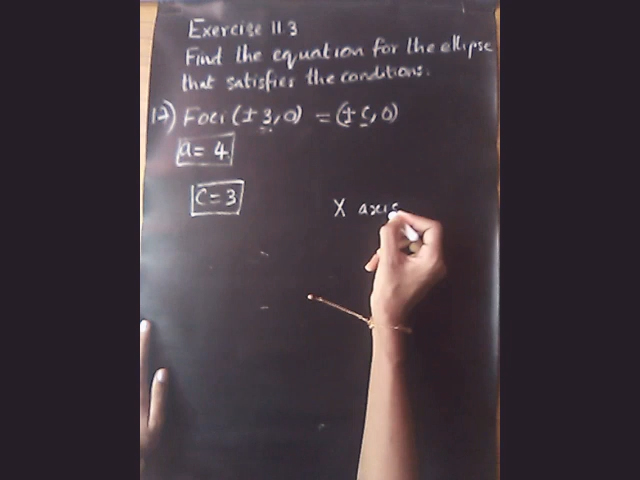 Exercise 11.3
Find the equation for the ellipse
that satisfies the conditions.
17) Foci (± 3, 0) = (± c, 0)
a = 4
c = 3
X axis